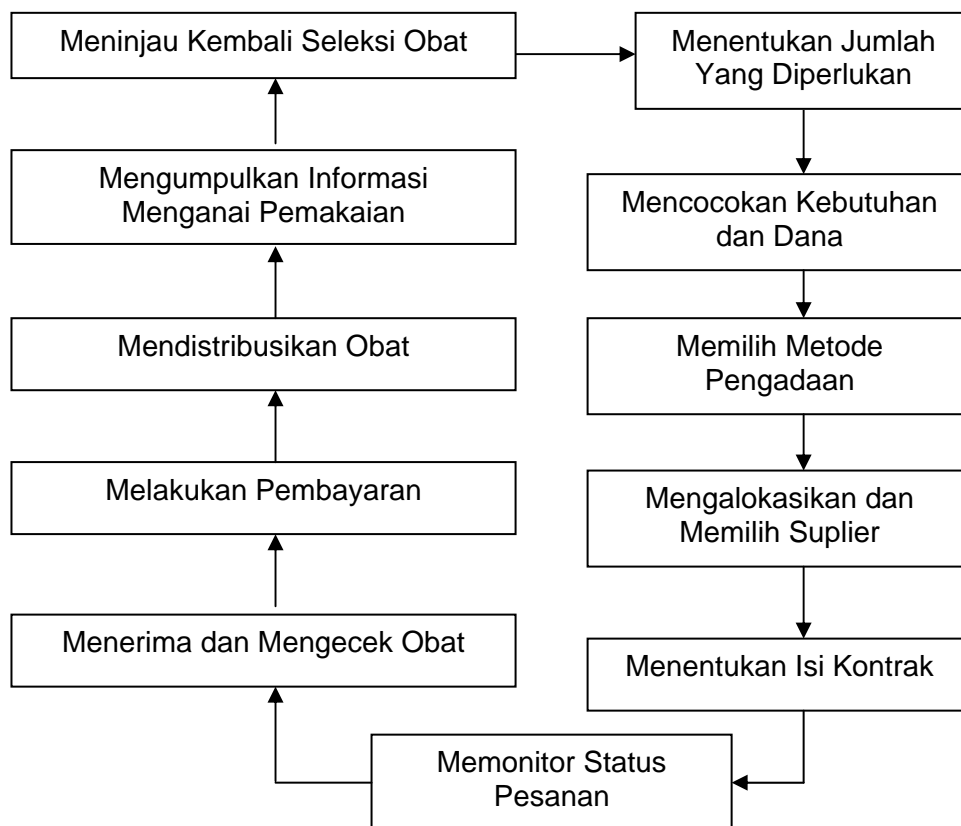 Meninjau Kembali Seleksi Obat
Menentukan Jumlah
Yang Diperlukan
Mencocokan Kebutuhan
dan Dana
Memilih Metode
Pengadaan
Mengalokasikan dan
Memilih Suplier
Menentukan Isi Kontrak
Memonitor Status
Pesanan
Menerima dan Mengecek Obat
Melakukan Pembayaran
Mendistribusikan Obat
Mengumpulkan Informasi
Menganai Pemakaian